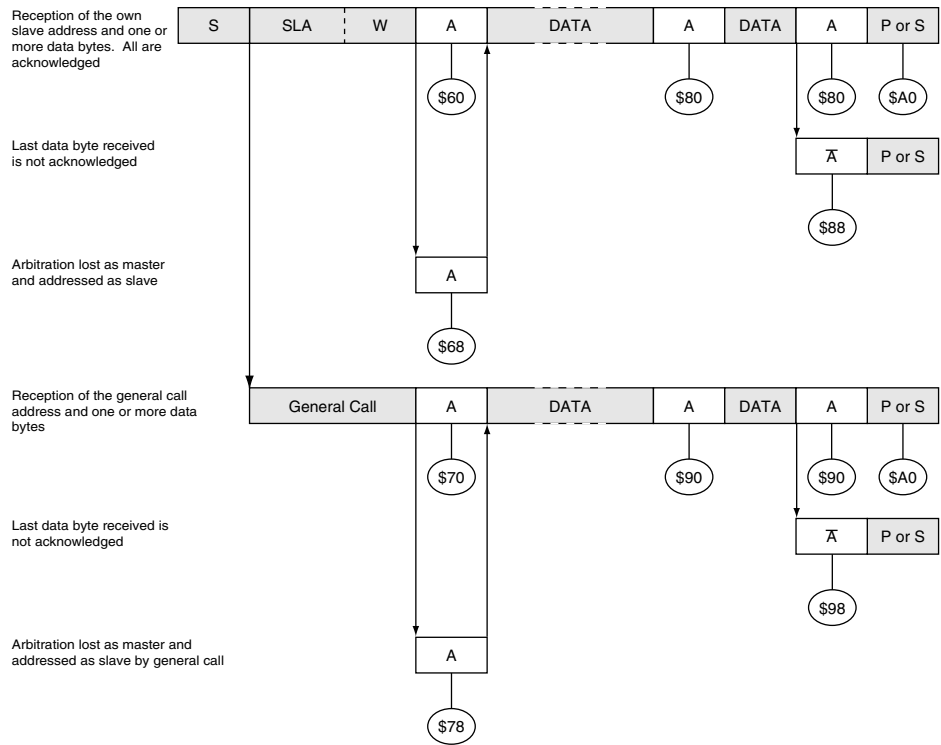 Reception of the own
slave address and one or
more data bytes.  All are
acknowledged
S SLA W A DATA A DATA A P or S
$60 $80 $80 $A0
Last data byte received
is not acknowledged
A̅ P or S
$88
Arbitration lost as master
and addressed as slave
A
$68
Reception of the general call
address and one or more data
bytes
General Call A DATA A DATA A P or S
$70 $90 $90 $A0
Last data byte received is
not acknowledged
A̅ P or S
$98
Arbitration lost as master and
addressed as slave by general call
A
$78